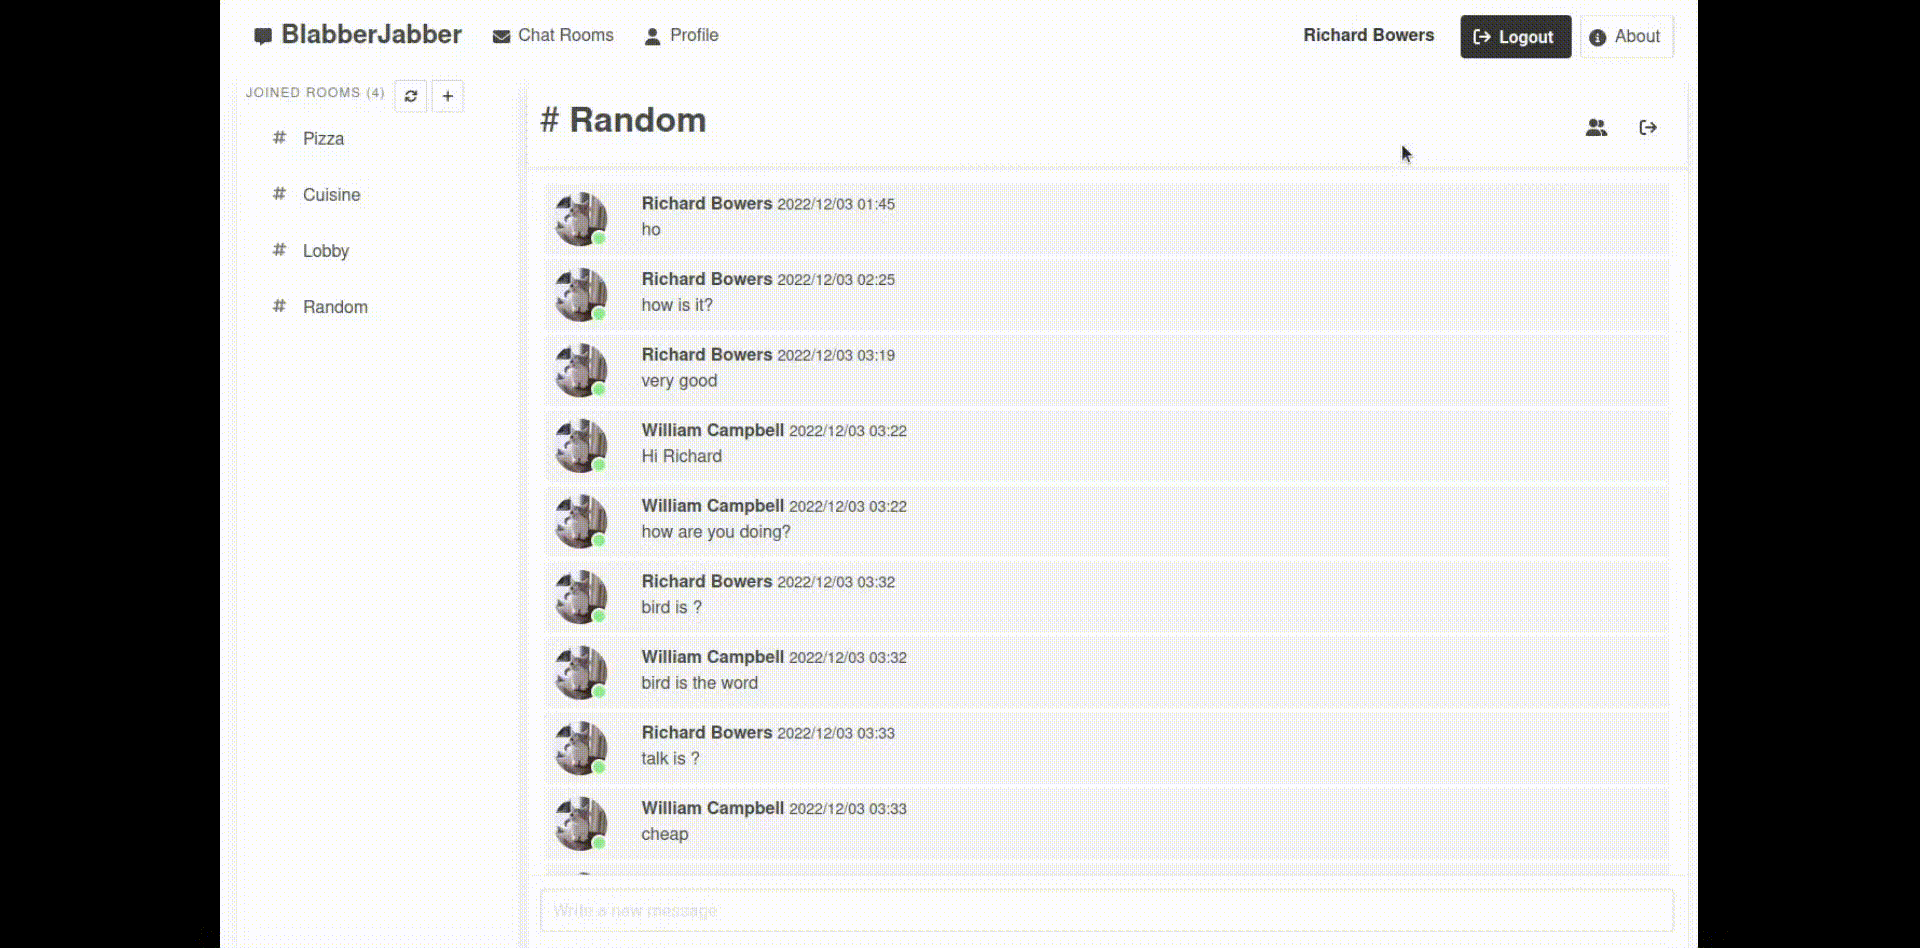 BlabberJabber Chat Rooms Profile Richard Bowers Logout About
JOINED ROOMS (4) +
# Pizza
# Cuisine
# Lobby
# Random
# Random
Richard Bowers 2022/12/03 01:45
ho
Richard Bowers 2022/12/03 02:25
how is it?
Richard Bowers 2022/12/03 03:19
very good
William Campbell 2022/12/03 03:22
Hi Richard
William Campbell 2022/12/03 03:22
how are you doing?
Richard Bowers 2022/12/03 03:32
bird is ?
William Campbell 2022/12/03 03:32
bird is the word
Richard Bowers 2022/12/03 03:33
talk is ?
William Campbell 2022/12/03 03:33
cheap
Write a new message